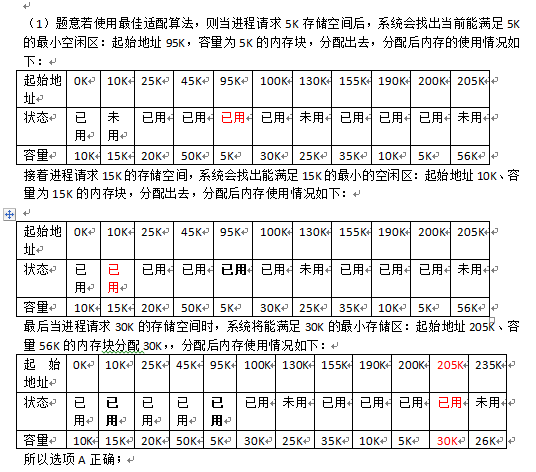 （1）题意若使用最佳适配算法，则当进程请求 5K 存储空间后，系统会找出当前能满足 5K
的最小空闲区：起始地址 95K，容量为 5K 的内存块，分配出去，分配后内存的使用情况如
下：
起始地址 0K 10K 25K 45K 95K 100K 130K 155K 190K 200K 205K
状态 已用 未用 已用 已用 已用 已用 未用 已用 已用 已用 未用
容量 10K 15K 20K 50K 5K 30K 25K 35K 10K 5K 56K
接着进程请求 15K 的存储空间，系统会找出能满足 15K 的最小的空闲区：起始地址 10K、容
量为 15K 的内存块，分配出去，分配后内存使用情况如下：
起始地址 0K 10K 25K 45K 95K 100K 130K 155K 190K 200K 205K
状态 已用 已用 已用 已用 已用 已用 未用 已用 已用 已用 未用
容量 10K 15K 20K 50K 5K 30K 25K 35K 10K 5K 56K
最后当进程请求 30K 的存储空间时，系统将能满足 30K 的最小存储区：起始地址 205K、容
量 56K 的内存块分配 30K，，分配后内存使用情况如下：
起始地址 0K 10K 25K 45K 95K 100K 130K 155K 190K 200K 205K 235K
状态 已用 已用 已用 已用 已用 已用 未用 已用 已用 已用 已用 未用
容量 10K 15K 20K 50K 5K 30K 25K 35K 10K 5K 30K 26K
所以选项 A 正确；